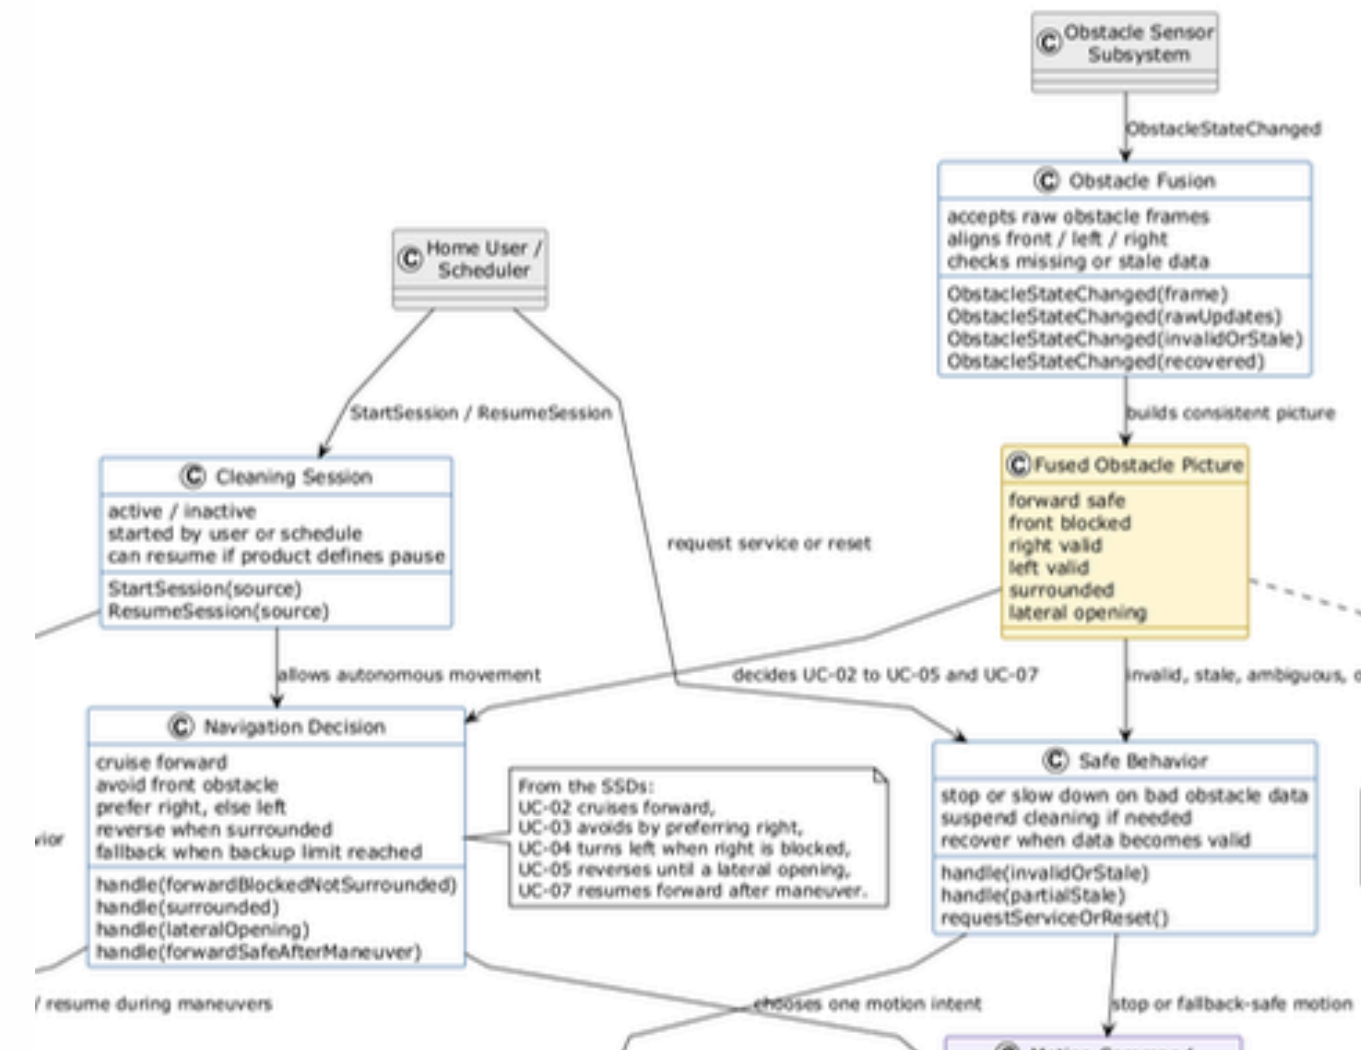 Obstacle Sensor
Subsystem
ObstacleStateChanged
Obstacle Fusion
accepts raw obstacle frames
aligns front / left / right
checks missing or stale data
ObstacleStateChanged(frame)
ObstacleStateChanged(rawUpdates)
ObstacleStateChanged(invalidOrStale)
ObstacleStateChanged(recovered)
Home User /
Scheduler
StartSession / ResumeSession
builds consistent picture
C Cleaning Session
active / inactive
started by user or schedule
can resume if product defines pause
StartSession(source)
ResumeSession(source)
request service or reset
C Fused Obstacle Picture
forward safe
front blocked
right valid
left valid
surrounded
lateral opening
allows autonomous movement
decides UC-02 to UC-05 and UC-07
invalid, stale, ambiguous,
C Navigation Decision
cruise forward
avoid front obstacle
prefer right, else left
reverse when surrounded
fallback when backup limit reached
handle(forwardBlockedNotSurrounded)
handle(surrounded)
handle(lateralOpening)
handle(forwardSafeAfterManeuver)
From the SSDs:
UC-02 cruises forward,
UC-03 avoids by preferring right,
UC-04 turns left when right is blocked,
UC-05 reverses until a lateral opening,
UC-07 resumes forward after maneuver.
C Safe Behavior
stop or slow down on bad obstacle data
suspend cleaning if needed
recover when data becomes valid
handle(invalidOrStale)
handle(partialStale)
requestServiceOrReset()
/ resume during maneuvers
chooses one motion intent
stop or fallback-safe motion